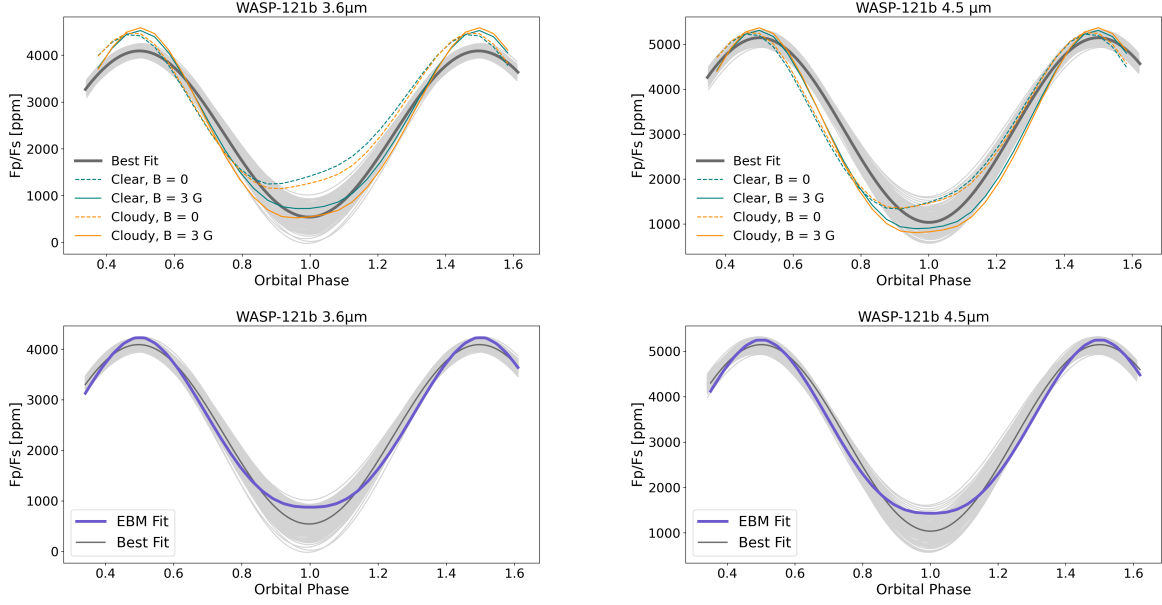 WASP-121b 3.6μm
Fp/Fs [ppm]
4000
3000
2000
1000
0
Best Fit
Clear, B = 0
Clear, B = 3 G
Cloudy, B = 0
Cloudy, B = 3 G
0.4 0.6 0.8 1.0 1.2 1.4 1.6
Orbital Phase
WASP-121b 4.5 μm
Fp/Fs [ppm]
5000
4000
3000
2000
1000
Best Fit
Clear, B = 0
Clear, B = 3 G
Cloudy, B = 0
Cloudy, B = 3 G
0.4 0.6 0.8 1.0 1.2 1.4 1.6
Orbital Phase
WASP-121b 3.6μm
Fp/Fs [ppm]
4000
3000
2000
1000
0
EBM Fit
Best Fit
0.4 0.6 0.8 1.0 1.2 1.4 1.6
Orbital Phase
WASP-121b 4.5μm
Fp/Fs [ppm]
5000
4000
3000
2000
1000
EBM Fit
Best Fit
0.4 0.6 0.8 1.0 1.2 1.4 1.6
Orbital Phase